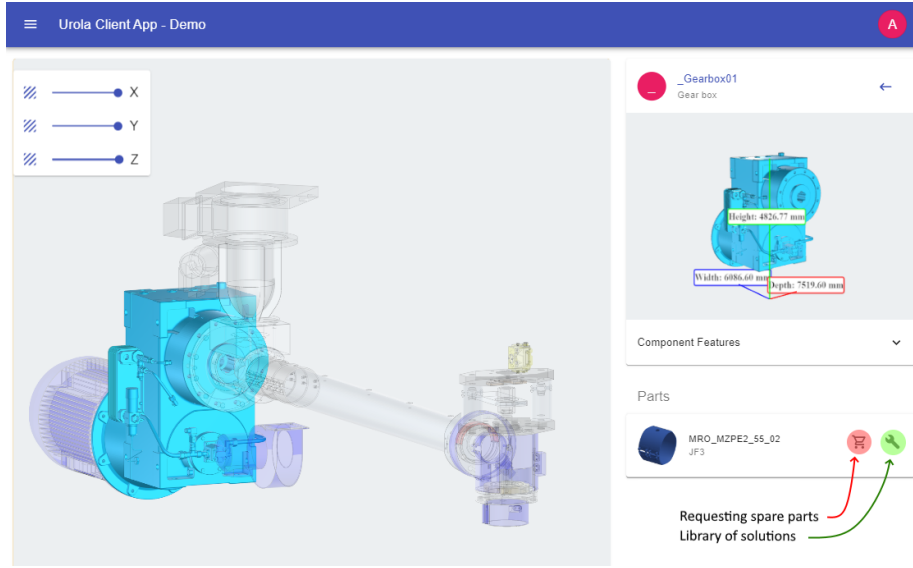 Urola Client App - Demo
A
X
Y
Z
_
_Gearbox01
Gear box
Height: 4826.77 mm
Width: 6086.60 mm
Depth: 7519.60 mm
Component Features
Parts
MRO_MZPE2_55_02
JF3
Requesting spare parts
Library of solutions